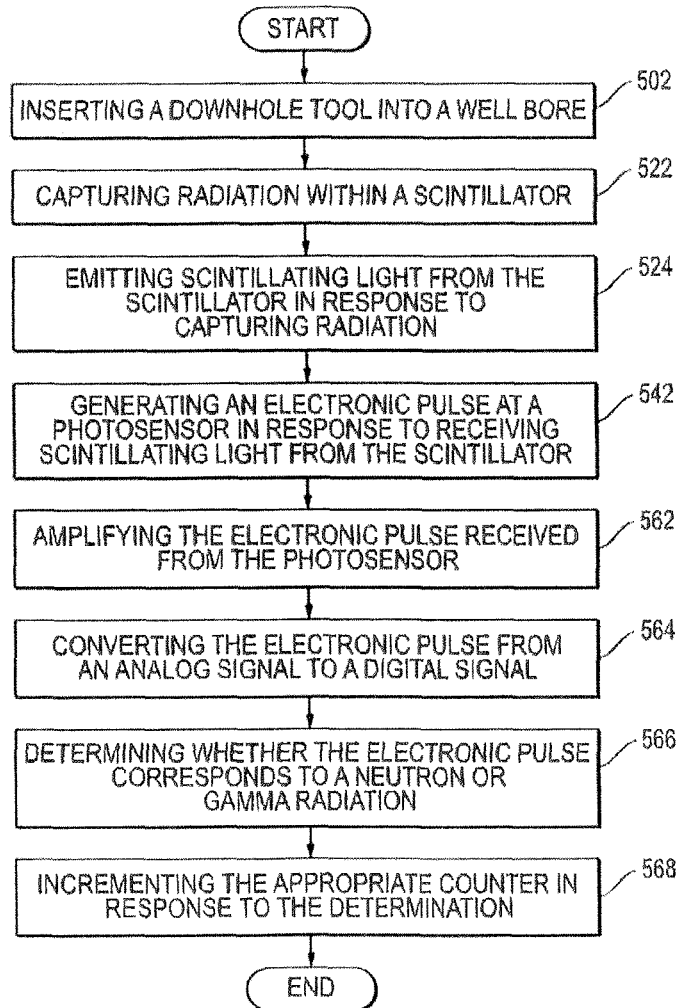 START
INSERTING A DOWNHOLE TOOL INTO A WELL BORE
502
CAPTURING RADIATION WITHIN A SCINTILLATOR
522
EMITTING SCINTILLATING LIGHT FROM THE
SCINTILLATOR IN RESPONSE TO
CAPTURING RADIATION
524
GENERATING AN ELECTRONIC PULSE AT A
PHOTOSENSOR IN RESPONSE TO RECEIVING
SCINTILLATING LIGHT FROM THE SCINTILLATOR
542
AMPLIFYING THE ELECTRONIC PULSE RECEIVED
FROM THE PHOTOSENSOR
562
CONVERTING THE ELECTRONIC PULSE FROM
AN ANALOG SIGNAL TO A DIGITAL SIGNAL
564
DETERMINING WHETHER THE ELECTRONIC PULSE
CORRESPONDS TO A NEUTRON OR
GAMMA RADIATION
566
INCREMENTING THE APPROPRIATE COUNTER IN
RESPONSE TO THE DETERMINATION
568
END